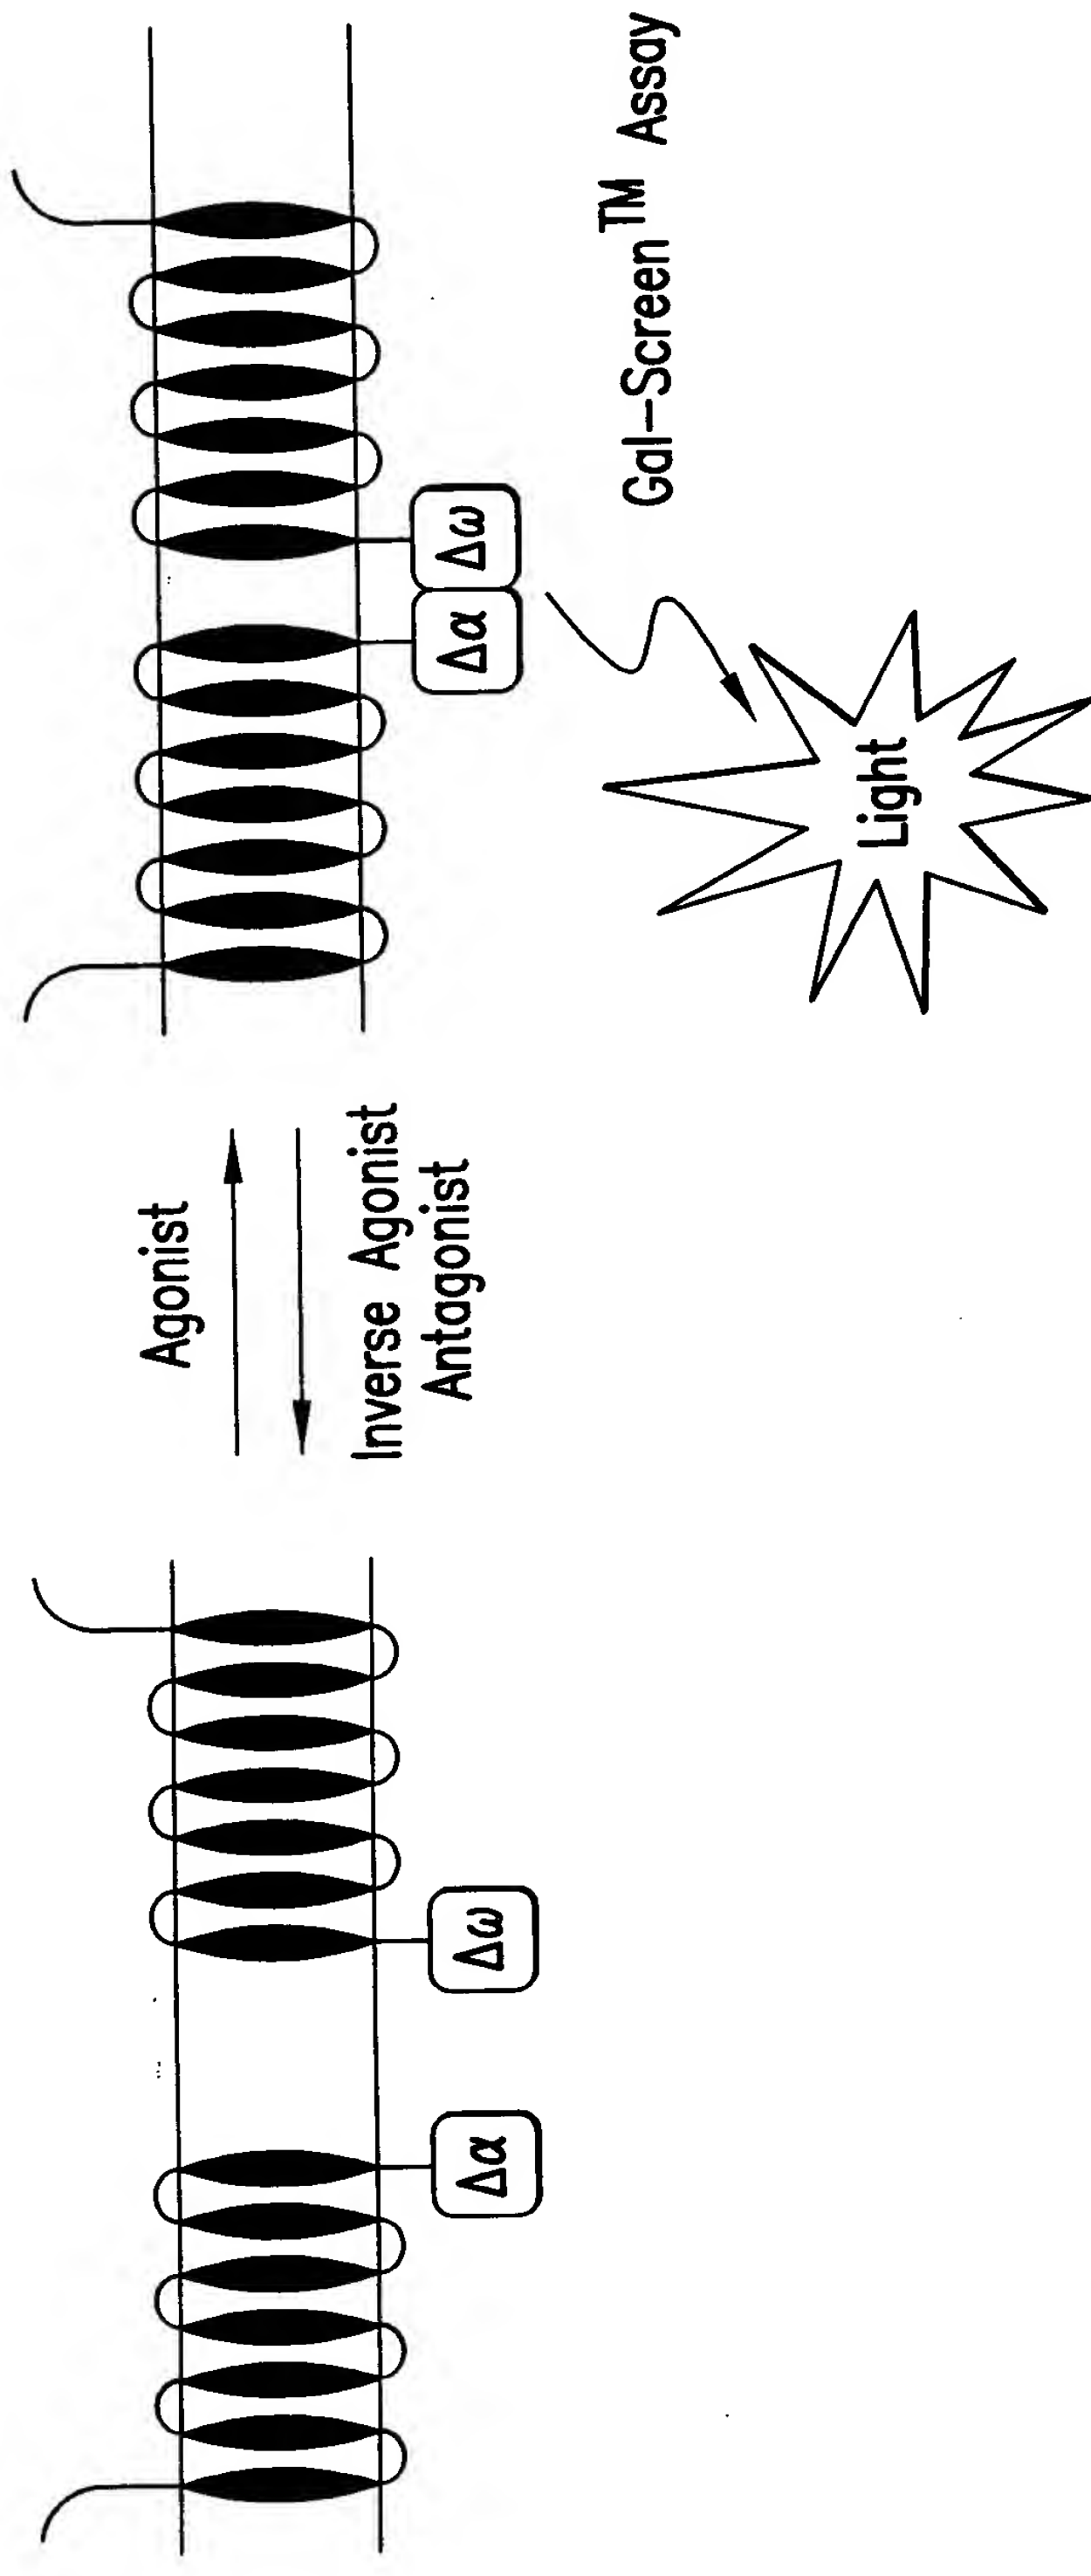 Agonist
Inverse Agonist
Antagonist
Δα
Δω
Δα
Δω
Gal-Screen™ Assay
Light